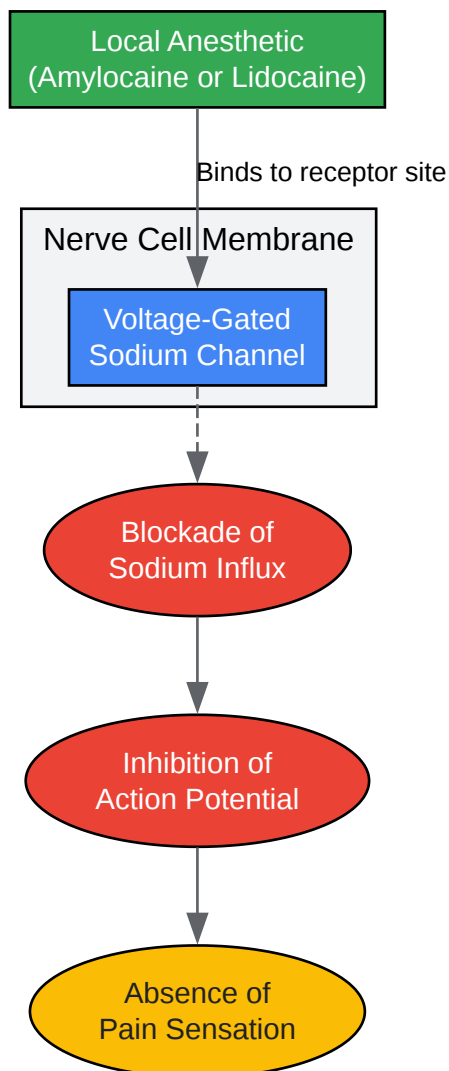 Local Anesthetic
(Amylocaine or Lidocaine)
Binds to receptor site
Nerve Cell Membrane
Voltage-Gated
Sodium Channel
Blockade of
Sodium Influx
Inhibition of
Action Potential
Absence of
Pain Sensation